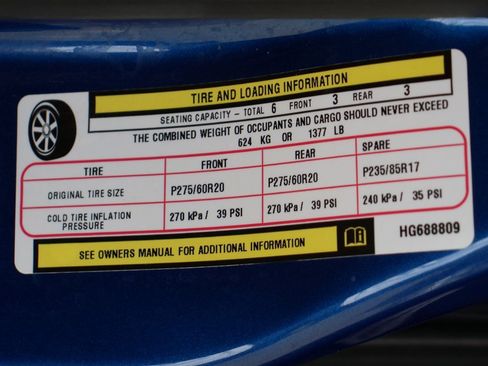 TIRE AND LOADING INFORMATION
SEATING CAPACITY - TOTAL 6 FRONT 3 REAR 3
THE COMBINED WEIGHT OF OCCUPANTS AND CARGO SHOULD NEVER EXCEED
624 KG OR 1377 LB
TIRE FRONT REAR SPARE
ORIGINAL TIRE SIZE P275/60R20 P275/60R20 P235/85R17
COLD TIRE INFLATION PRESSURE 270 kPa / 39 PSI 270 kPa / 39 PSI 240 kPa / 35 PSI
SEE OWNERS MANUAL FOR ADDITIONAL INFORMATION HG688809